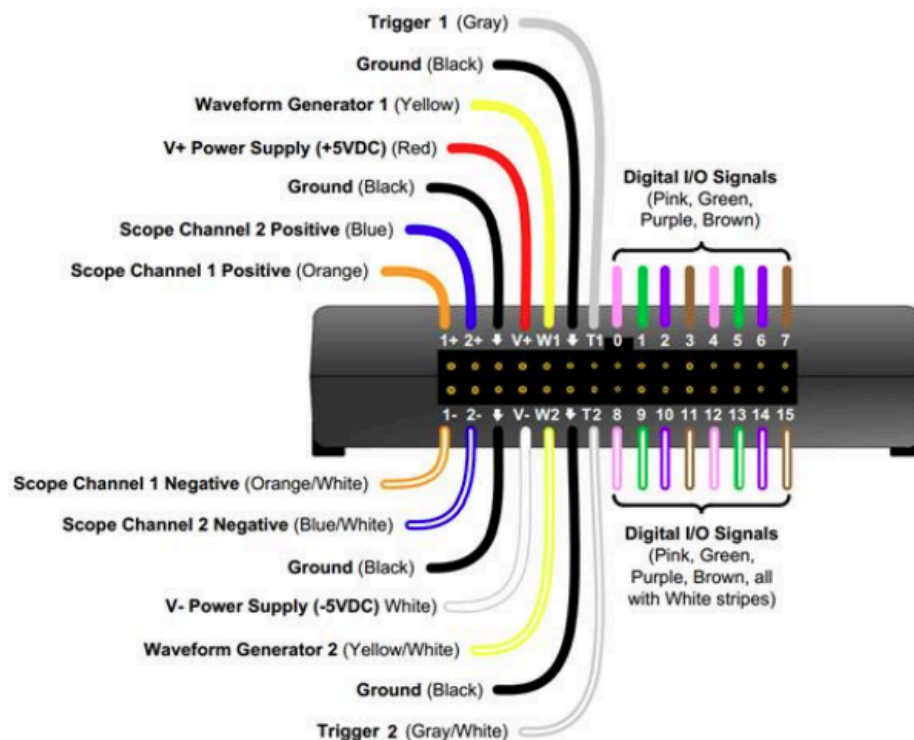 Trigger 1 (Gray)
Ground (Black)
Waveform Generator 1 (Yellow)
V+ Power Supply (+5VDC) (Red)
Ground (Black)
Scope Channel 2 Positive (Blue)
Scope Channel 1 Positive (Orange)
Digital I/O Signals
(Pink, Green,
Purple, Brown)
1+ 2+ V+ W1 T1 0 1 2 3 4 5 6 7
1- 2- V- W2 T2 8 9 10 11 12 13 14 15
Scope Channel 1 Negative (Orange/White)
Scope Channel 2 Negative (Blue/White)
Ground (Black)
V- Power Supply (-5VDC) White)
Waveform Generator 2 (Yellow/White)
Ground (Black)
Trigger 2 (Gray/White)
Digital I/O Signals
(Pink, Green,
Purple, Brown, all
with White stripes)